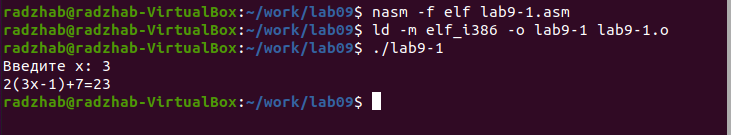 radzhab@radzhab-VirtualBox:~/work/lab09$ nasm -f elf lab9-1.asm
radzhab@radzhab-VirtualBox:~/work/lab09$ ld -m elf_i386 -o lab9-1 lab9-1.o
radzhab@radzhab-VirtualBox:~/work/lab09$ ./lab9-1
Введите x: 3
2(3x-1)+7=23
radzhab@radzhab-VirtualBox:~/work/lab09$